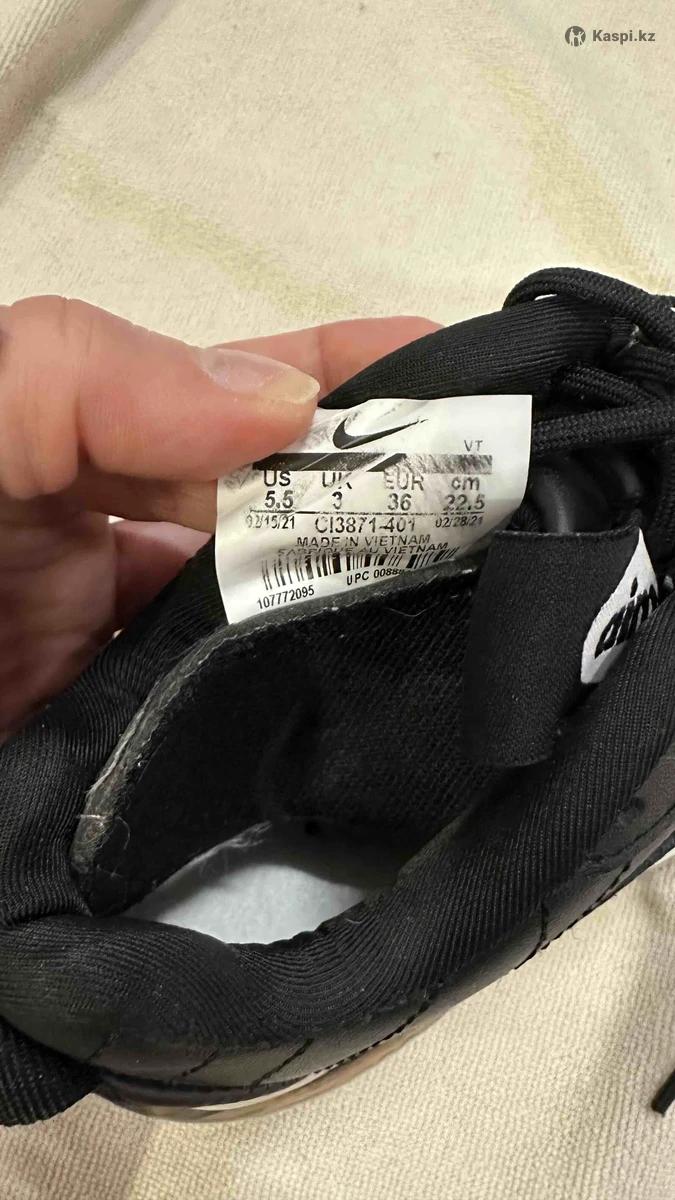 Kaspi.kz
VT
US UK EUR cm
5.5 3 36 22.5
02/15/21 CI3871-401 02/28/21
MADE IN VIETNAM
FABRIQUE AU VIETNAM
UPC 00888
107772095